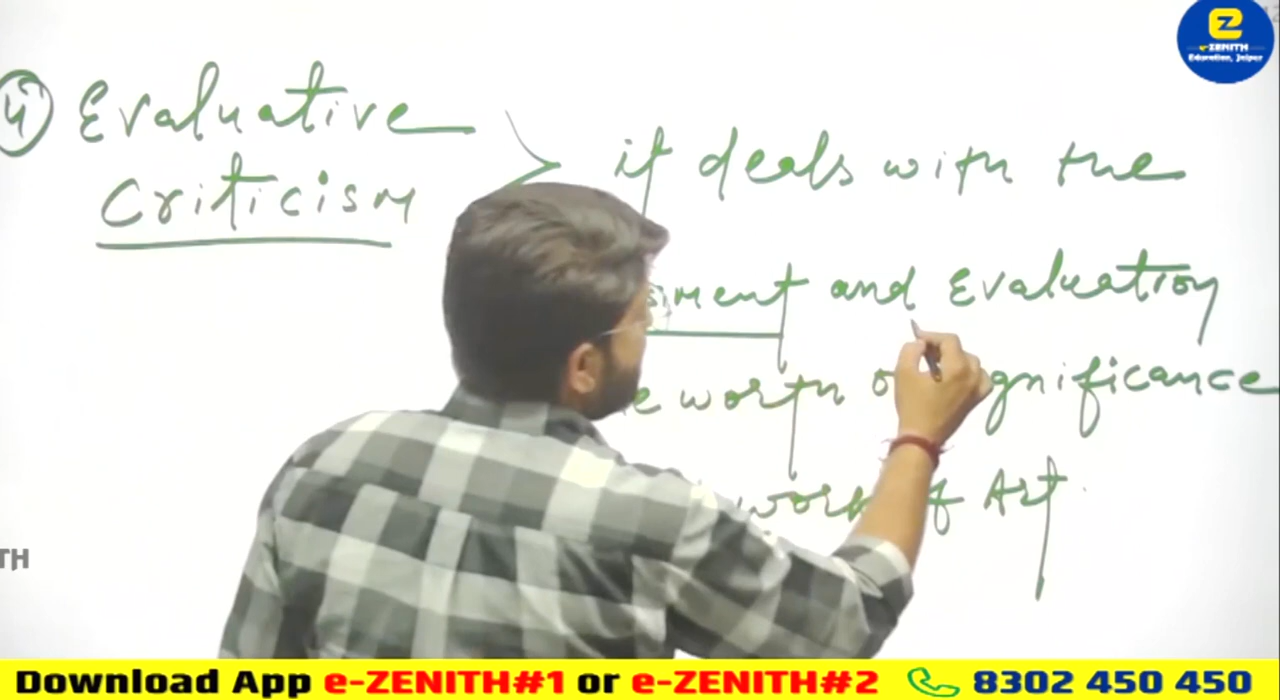 4) Evaluative
Criticism
it deals with the
sment and Evaluation
e worth o gnificance
work of Art.
e-ZENITH
Education, Jaipur
TH
Download App e-ZENITH#1 or e-ZENITH#2 8302 450 450